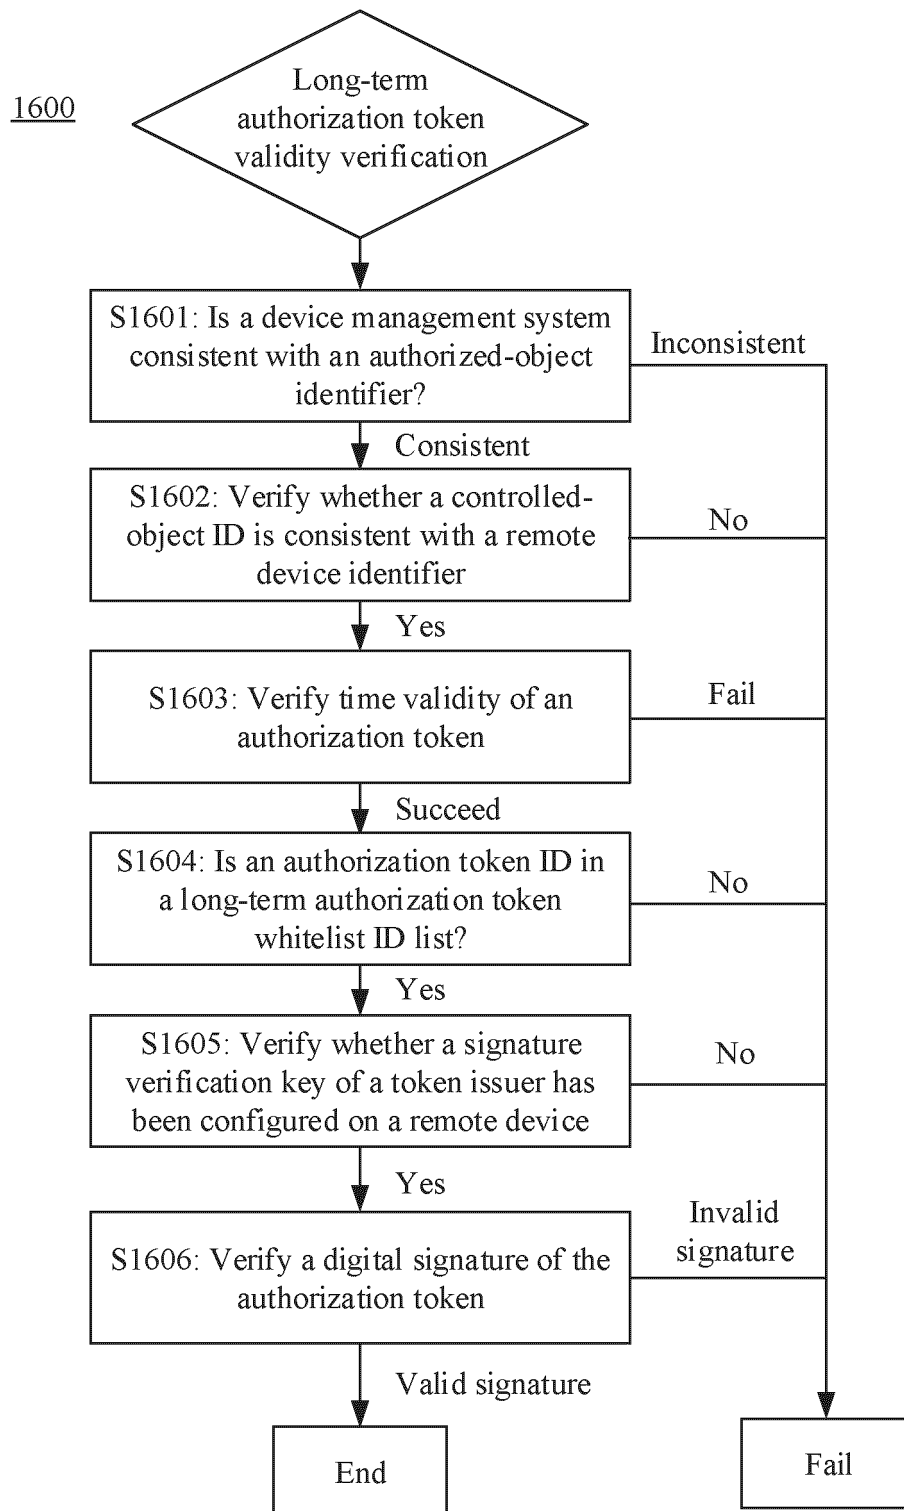 1600
Long-term
authorization token
validity verification
S1601: Is a device management system
consistent with an authorized-object
identifier?
Inconsistent
Consistent
S1602: Verify whether a controlled-
object ID is consistent with a remote
device identifier
No
Yes
S1603: Verify time validity of an
authorization token
Fail
Succeed
S1604: Is an authorization token ID in
a long-term authorization token
whitelist ID list?
No
Yes
S1605: Verify whether a signature
verification key of a token issuer has
been configured on a remote device
No
Yes
S1606: Verify a digital signature of the
authorization token
Invalid
signature
Valid signature
End
Fail